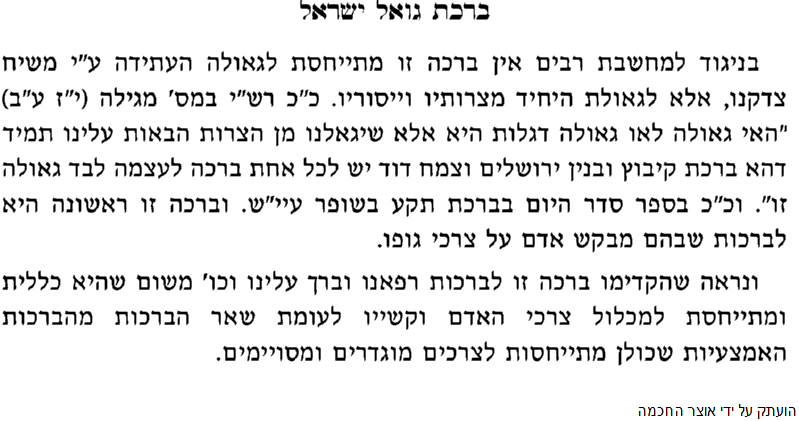 ברכת גואל ישראל
בניגוד למחשבת רבים אין ברכה זו מתייחסת לגאולה העתידה ע"י משיח
צדקנו, אלא לגאולת היחיד מצרותיו וייסוריו. כ"כ רש"י במס' מגילה (י"ז ע"ב)
"האי גאולה לאו גאולה דגלות היא אלא שיגאלנו מן הצרות הבאות עלינו תמיד
דהא ברכת קיבוץ ובנין ירושלים וצמח דוד יש לכל אחת ברכה לעצמה לבד גאולה
זו". וכ"כ בספר סדר היום בברכת תקע בשופר עיי"ש. וברכה זו ראשונה היא
לברכות שבהם מבקש אדם על צרכי גופו.
ונראה שהקדימו ברכה זו לברכות רפאנו וברך עלינו וכו' משום שהיא כללית
ומתייחסת למכלול צרכי האדם וקשייו לעומת שאר הברכות מהברכות
האמצעיות שכולן מתייחסות לצרכים מוגדרים ומסויימים.
הועתק על ידי אוצר החכמה